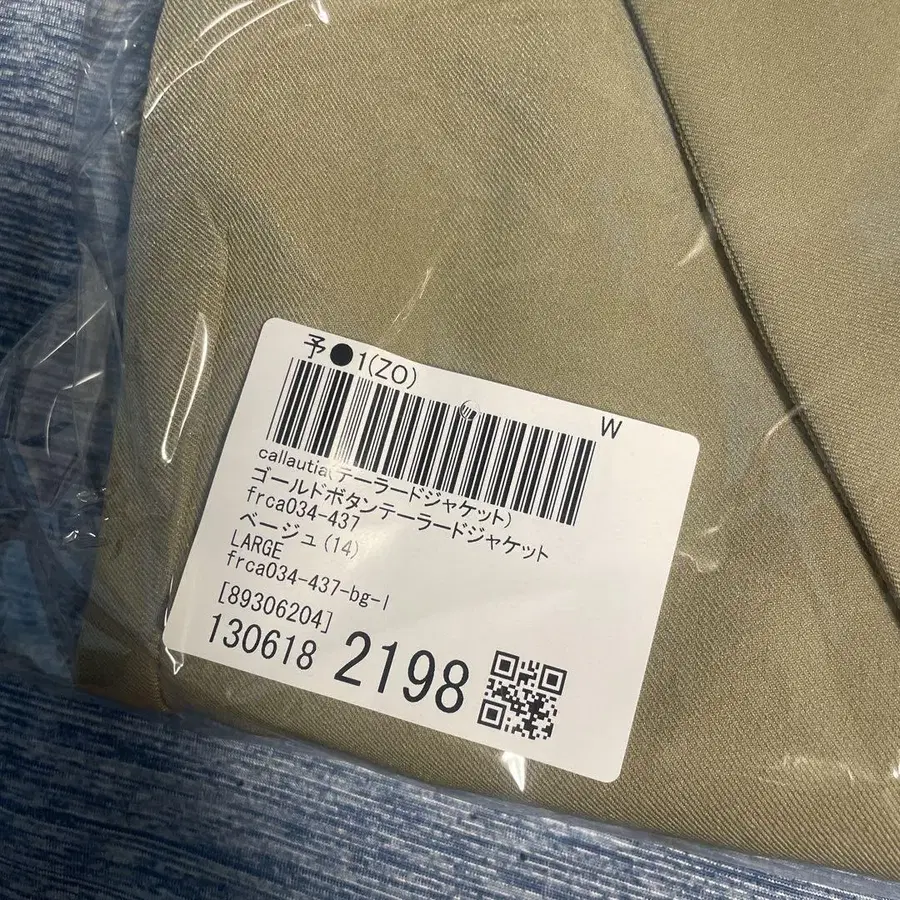 予●1(ZO)
W
callautia(テーラードジャケット)
ゴールドボタンテーラードジャケット
frca034-437
ベージュ(14)
LARGE
frca034-437-bg-l
[89306204]
130618 2198